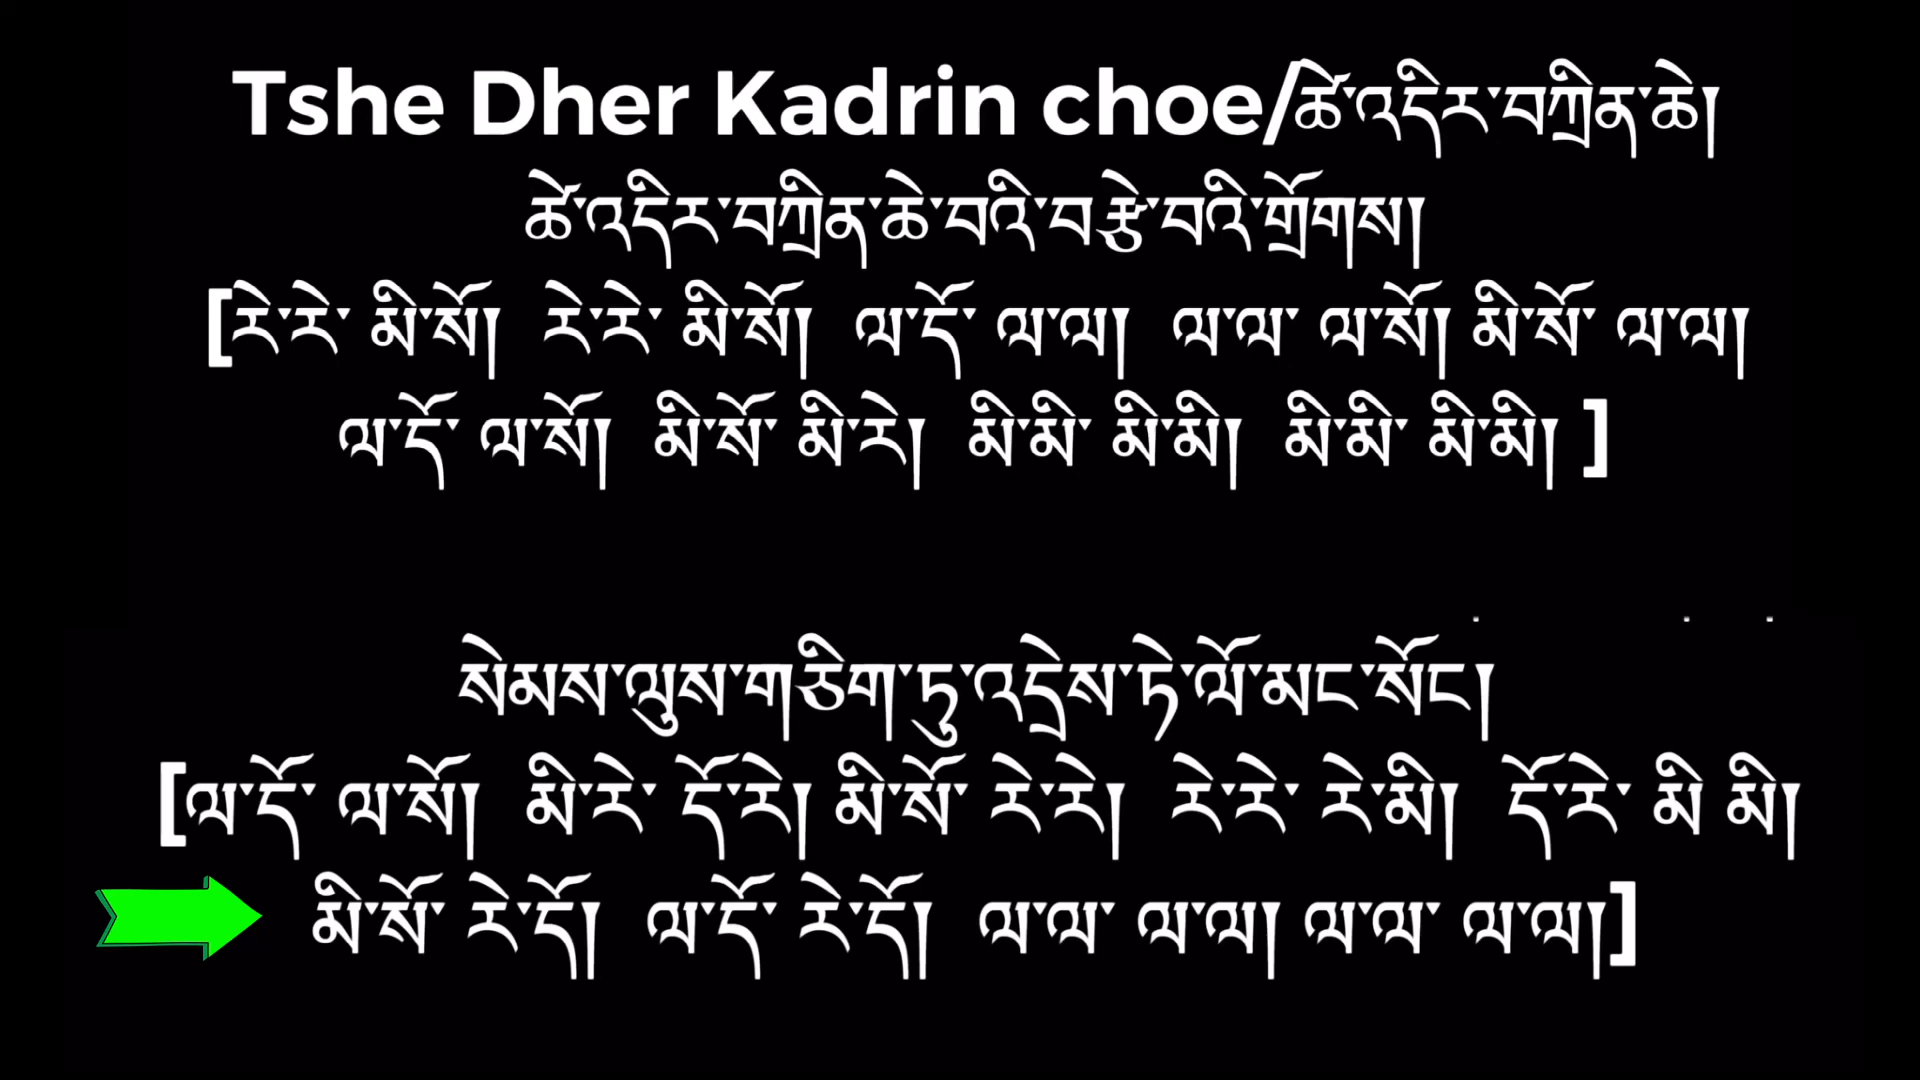 Tshe Dher Kadrin choe/ཚེ་འདིར་བཀྲིན་ཆེ།
ཚེ་འདིར་བཀྲིན་ཆེ་བའི་བརྩེ་བའི་གྲོགས།
[རེ་རེ་ མི་སོ། རེ་རེ་ མི་སོ། ལ་དོ་ ལ་ལ། ལ་ལ་ ལ་སོ། མི་སོ་ ལ་ལ།
ལ་དོ་ ལ་སོ། མི་སོ་ མི་རེ། མི་མི་ མི་མི། མི་མི་ མི་མི། ]
སེམས་ལུས་གཅིག་ཏུ་འདྲེས་ཏེ་ལོ་མང་སོང་།
[ལ་དོ་ ལ་སོ། མི་རེ་ དོ་རེ། མི་སོ་ རེ་རེ། རེ་རེ་ རེ་མི། དོ་རེ་ མི མི།
མི་སོ་ རེ་དོ། ལ་དོ་ རེ་དོ། ལ་ལ་ ལ་ལ། ལ་ལ་ ལ་ལ།]